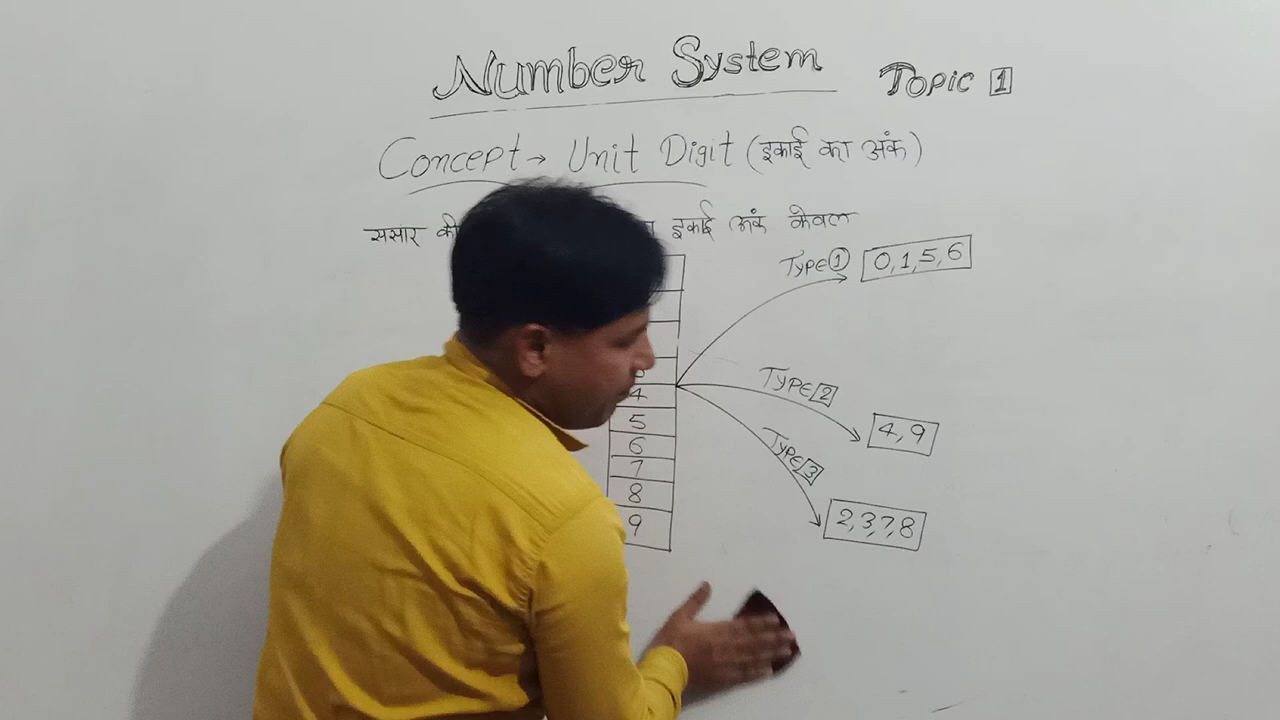 Number System
Topic 1
Concept → Unit Digit (इकाई का अंक)
ससार की इकाई अंक केवल
Type 1 0,1,5,6
Type 2 4,9
Type 3 2,3,7,8
4
5
6
7
8
9